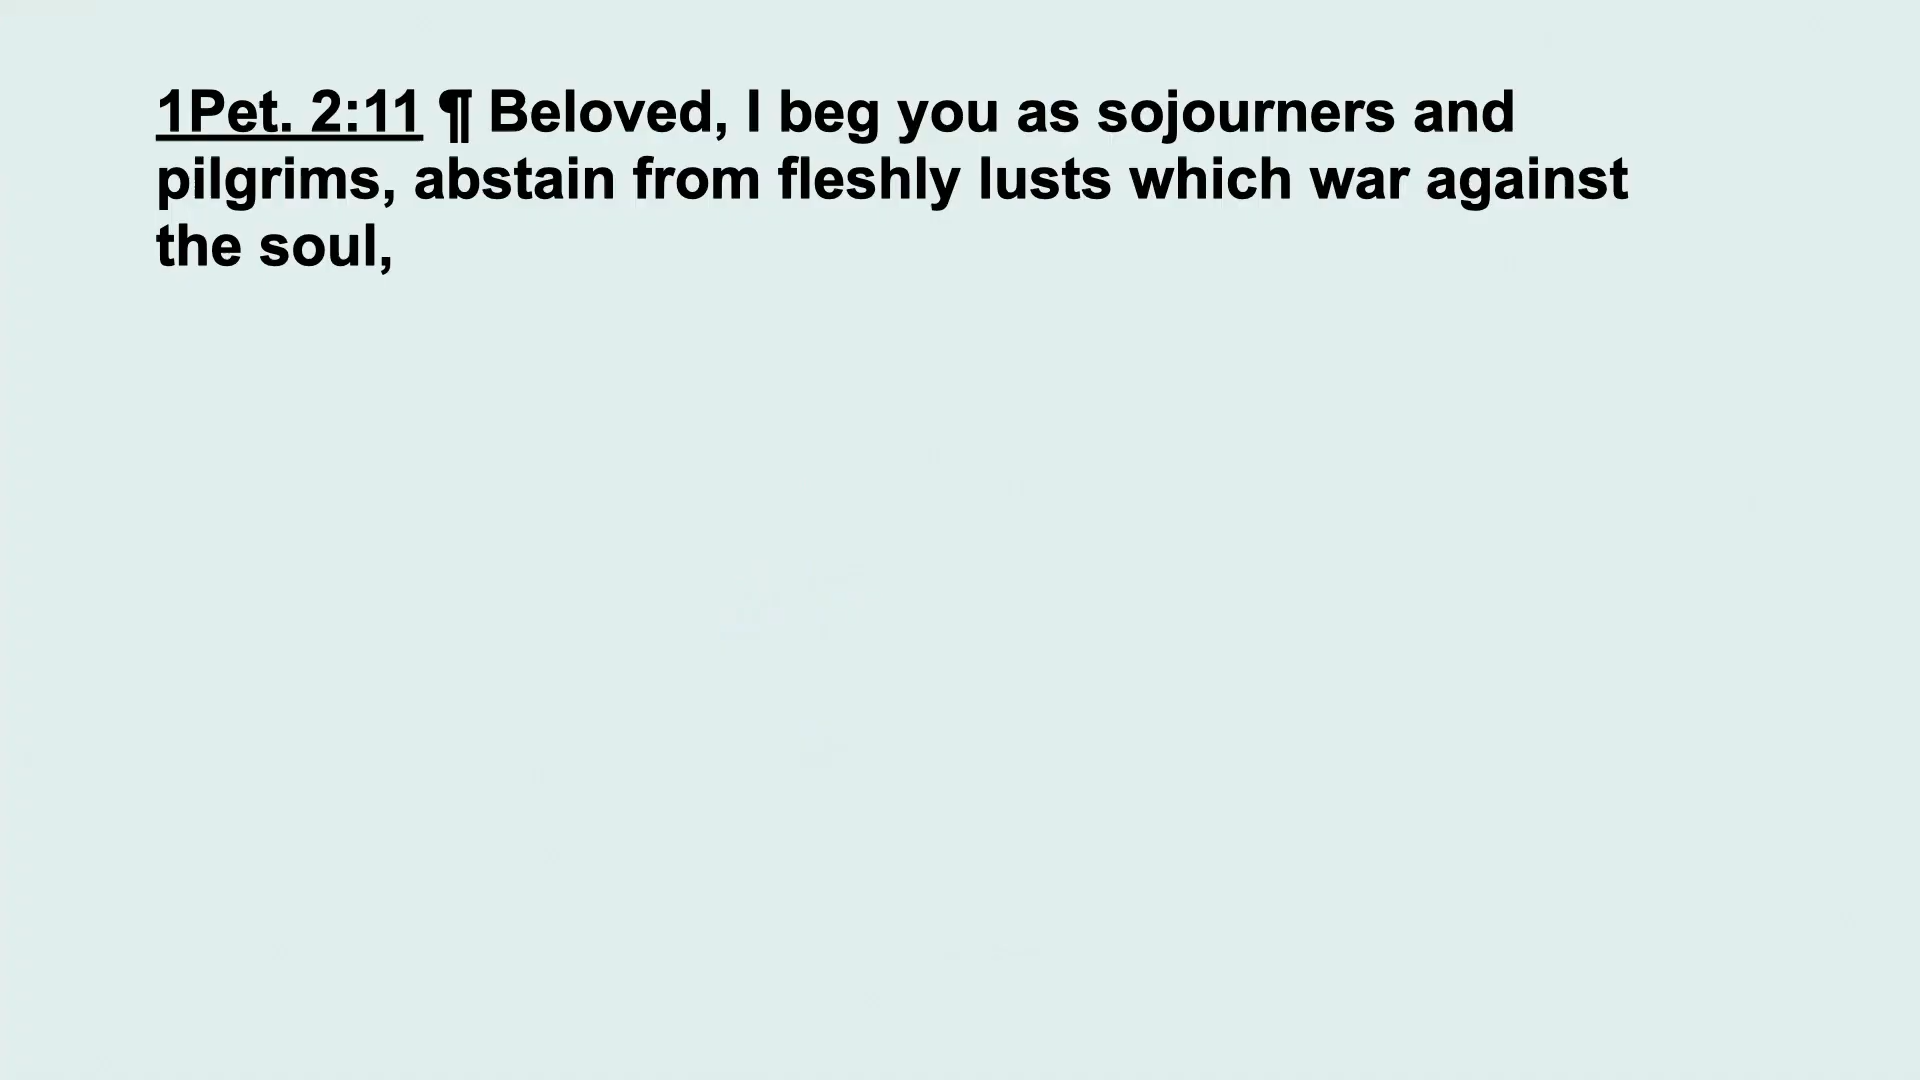 1Pet. 2:11 ¶ Beloved, I beg you as sojourners and
pilgrims, abstain from fleshly lusts which war against
the soul,